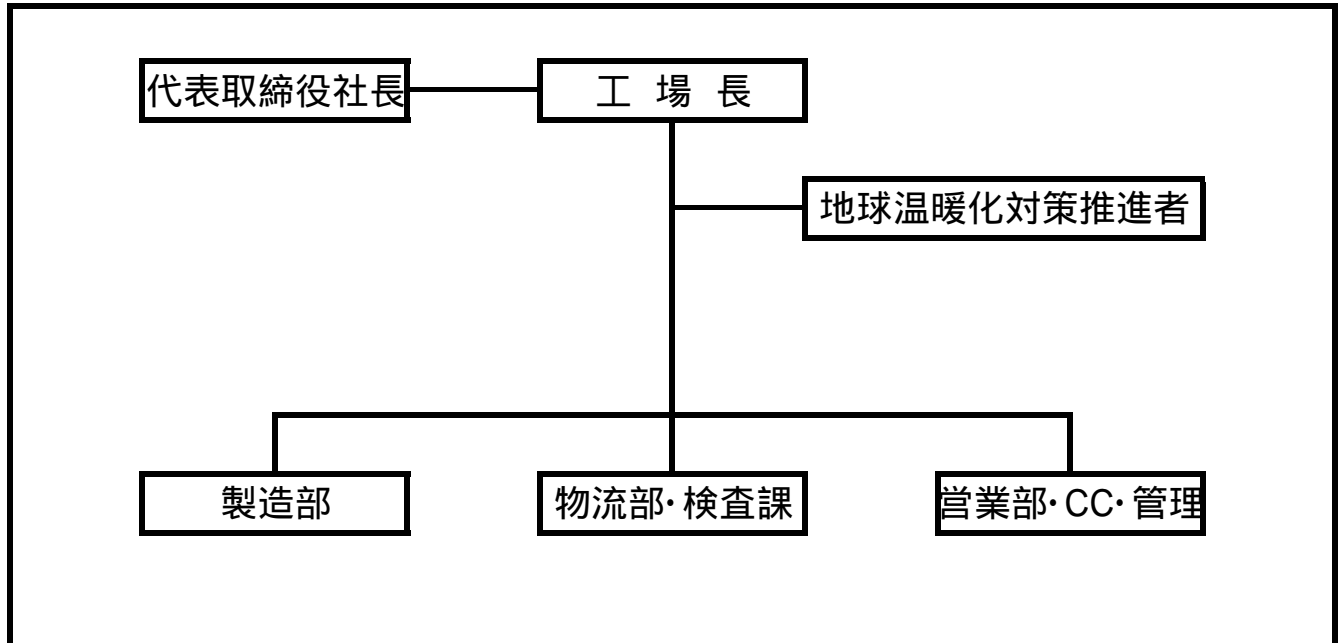 代表取締役社長
工 場 長
地球温暖化対策推進者
製造部
物流部・検査課
営業部・CC・管理